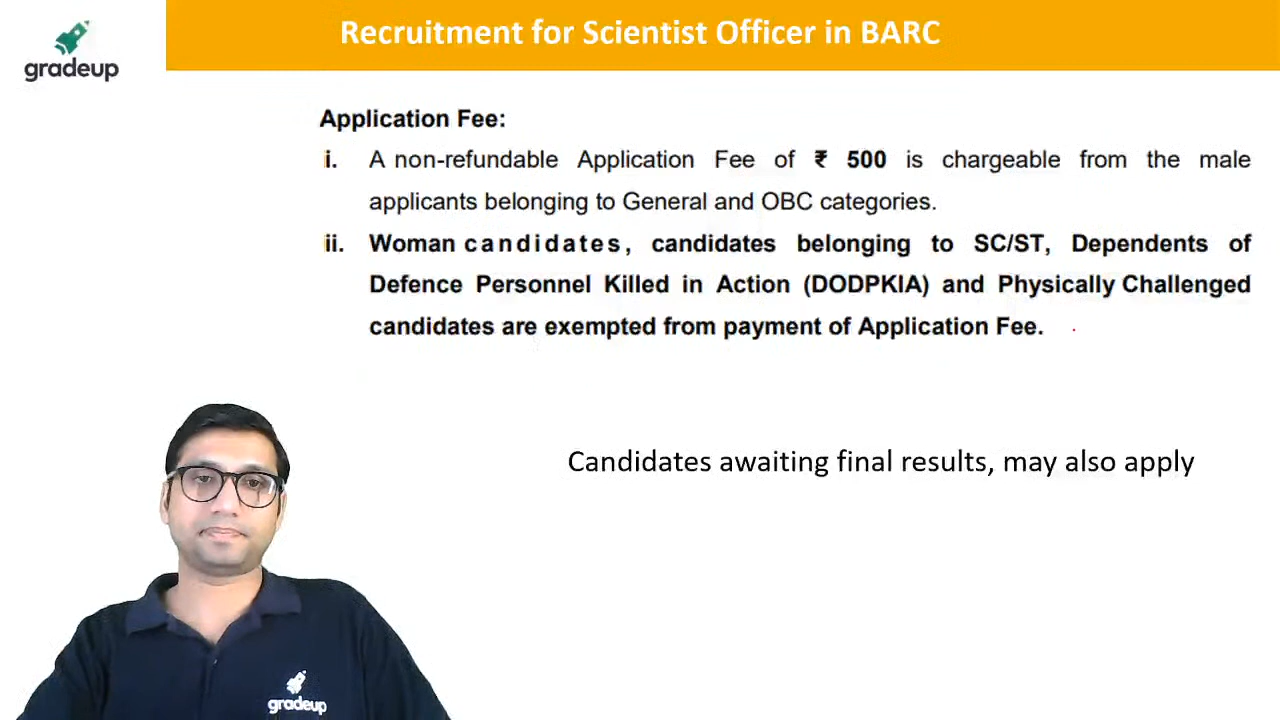 Recruitment for Scientist Officer in BARC
gradeup
Application Fee:
i. A non-refundable Application Fee of ₹ 500 is chargeable from the male
applicants belonging to General and OBC categories.
ii. Woman candidates, candidates belonging to SC/ST, Dependents of
Defence Personnel Killed in Action (DODPKIA) and Physically Challenged
candidates are exempted from payment of Application Fee.
Candidates awaiting final results, may also apply
gradeup